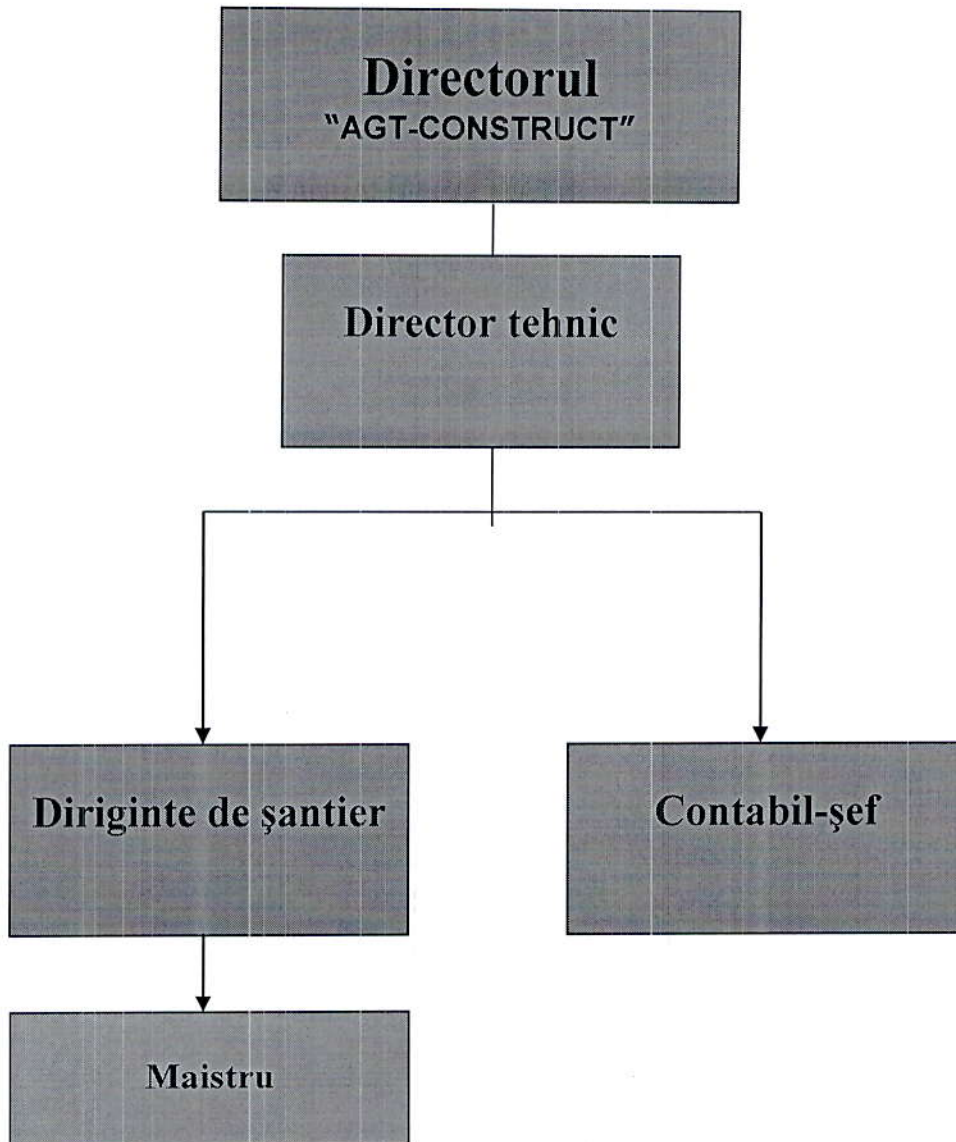 Directorul
"AGT-CONSTRUCT"
Director tehnic
Diriginte de şantier
Contabil-şef
Maistru